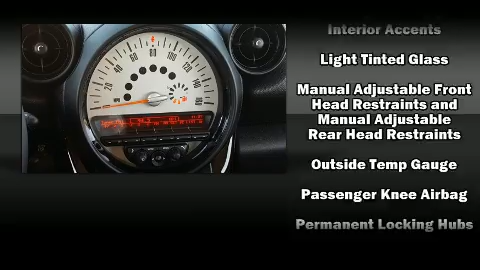 Interior Accents
Light Tinted Glass
Manual Adjustable Front
Head Restraints and
Manual Adjustable
Rear Head Restraints
Outside Temp Gauge
Passenger Knee Airbag
Permanent Locking Hubs